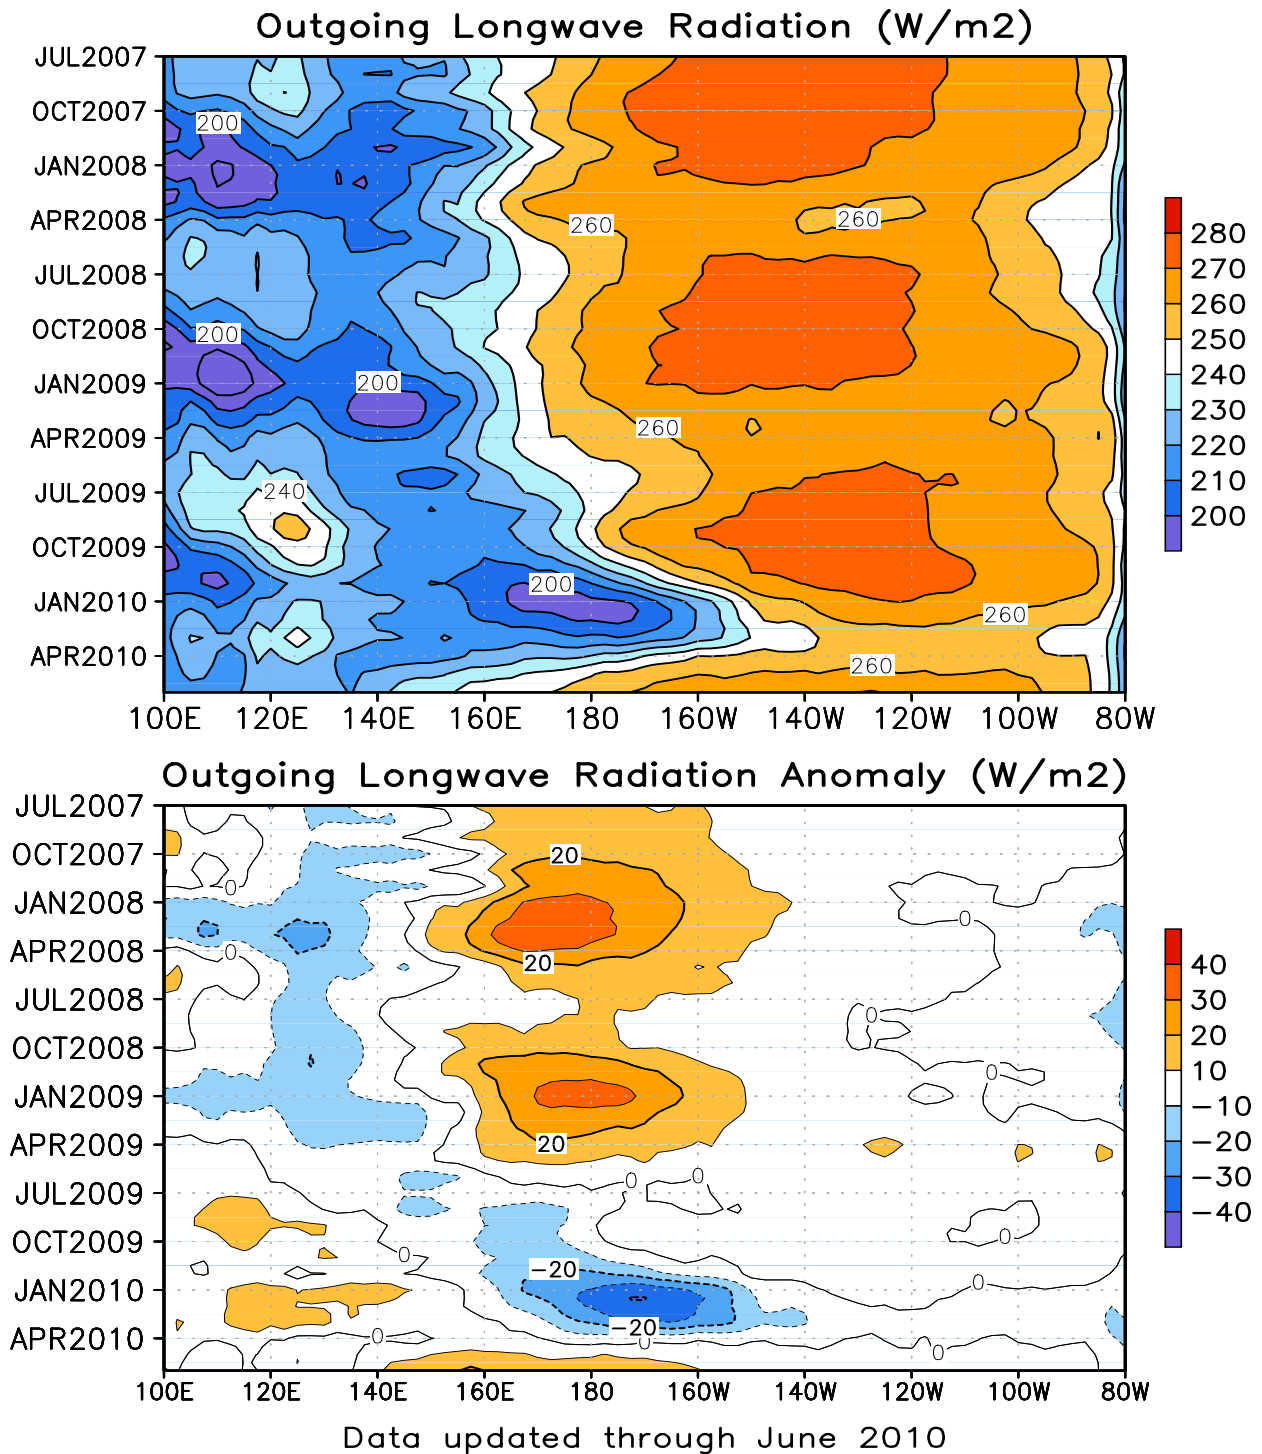 Outgoing Longwave Radiation (W/m2)
JUL2007
OCT2007
200
JAN2008
APR2008
260
260
JUL2008
OCT2008
200
JAN2009
200
APR2009
260
JUL2009
240
OCT2009
JAN2010
200
260
APR2010
260
100E 120E 140E 160E 180 160W 140W 120W 100W 80W
280
270
260
250
240
230
220
210
200
Outgoing Longwave Radiation Anomaly (W/m2)
JUL2007
OCT2007
20
0
JAN2008
0
APR2008
0
20
JUL2008
0
OCT2008
0
JAN2009
APR2009
20
0
0
JUL2009
OCT2009
0
0
JAN2010
-20
0
-20
APR2010
0
0
0
100E 120E 140E 160E 180 160W 140W 120W 100W 80W
40
30
20
10
-10
-20
-30
-40
Data updated through June 2010